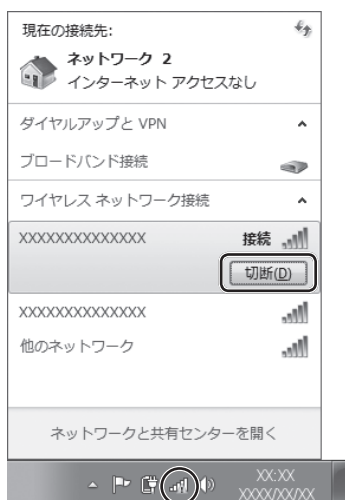 現在の接続先:
ネットワーク 2
インターネット アクセスなし
ダイヤルアップと VPN
ブロードバンド接続
ワイヤレス ネットワーク接続
XXXXXXXXXXXXXX 接続
切断(D)
XXXXXXXXXXXXXX
他のネットワーク
ネットワークと共有センターを開く
XX:XX
XXXX/XX/XX